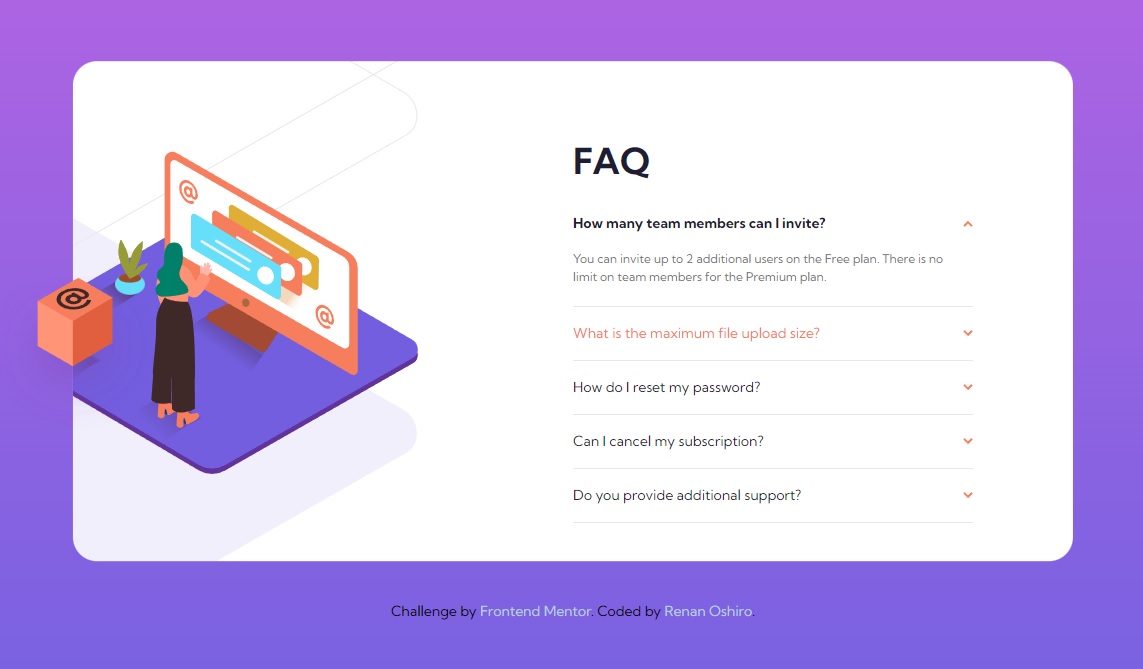 @
@
@
FAQ
How many team members can I invite?
You can invite up to 2 additional users on the Free plan. There is no
limit on team members for the Premium plan.
What is the maximum file upload size?
How do I reset my password?
Can I cancel my subscription?
Do you provide additional support?
Challenge by Frontend Mentor. Coded by Renan Oshiro.